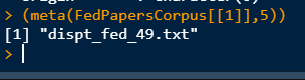 > (meta(FedPapersCorpus[[1]],5))
[1] "dispt_fed_49.txt"
>